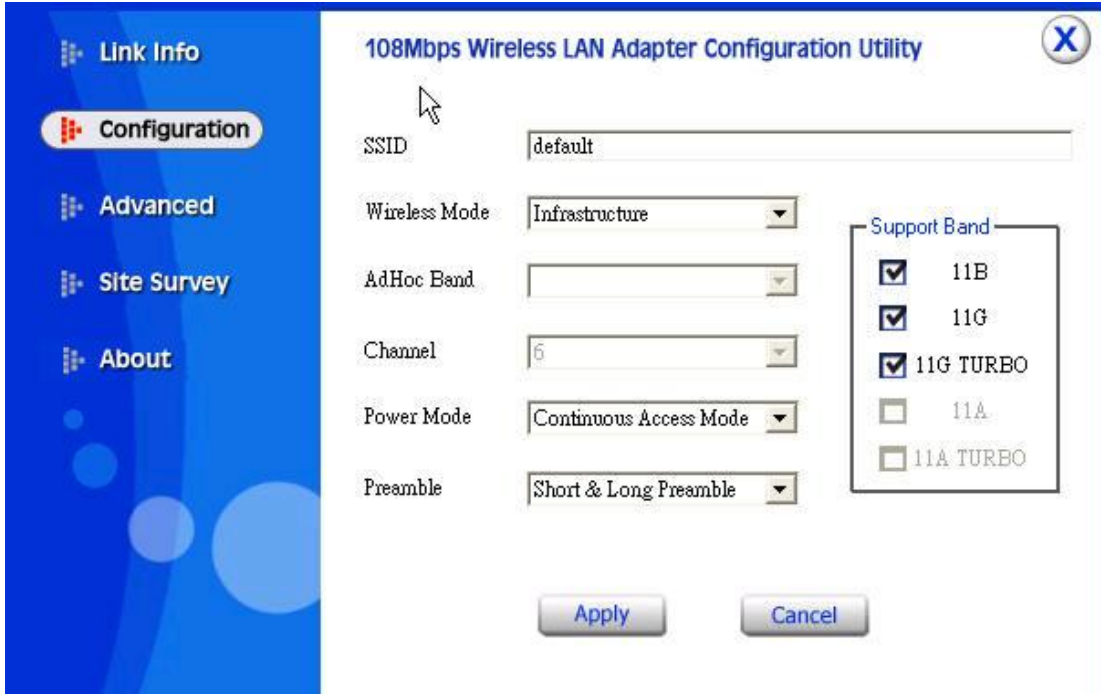 Link Info
Configuration
Advanced
Site Survey
About
108Mbps Wireless LAN Adapter Configuration Utility
X
SSID
default
Wireless Mode
Infrastructure
AdHoc Band
Channel
6
Power Mode
Continuous Access Mode
Preamble
Short & Long Preamble
Support Band
11B
11G
11G TURBO
11A
11A TURBO
Apply
Cancel